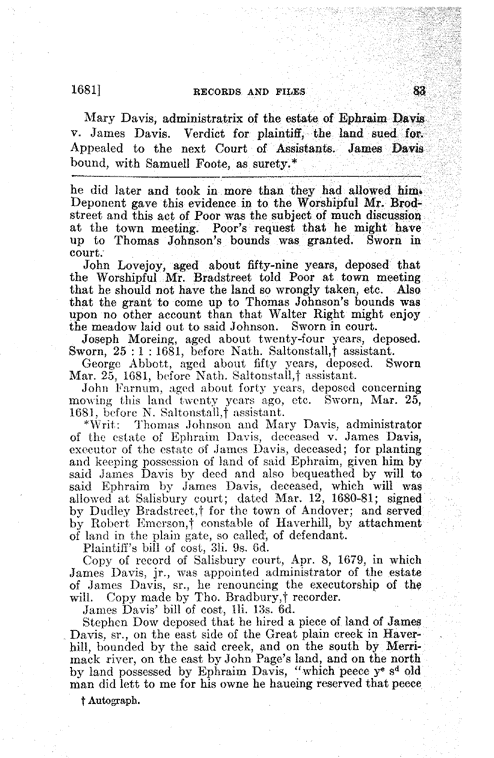 1681] RECORDS AND FILES 83
Mary Davis, administratrix of the estate of Ephraim Davis
v. James Davis. Verdict for plaintiff, the land sued for.
Appealed to the next Court of Assistants. James Davis
bound, with Samuell Foote, as surety.*
he did later and took in more than they had allowed him.
Deponent gave this evidence in to the Worshipful Mr. Brod-
street and this act of Poor was the subject of much discussion
at the town meeting. Poor's request that he might have
up to Thomas Johnson's bounds was granted. Sworn in
court.
John Lovejoy, aged about fifty-nine years, deposed that
the Worshipful Mr. Bradstreet told Poor at town meeting
that he should not have the land so wrongly taken, etc. Also
that the grant to come up to Thomas Johnson's bounds was
upon no other account than that Walter Right might enjoy
the meadow laid out to said Johnson. Sworn in court.
Joseph Moreing, aged about twenty-four years, deposed.
Sworn, 25 : 1 : 1681, before Nath. Saltonstall,† assistant.
George Abbott, aged about fifty years, deposed. Sworn
Mar. 25, 1681, before Nath. Saltonstall,† assistant.
John Farnum, aged about forty years, deposed concerning
mowing this land twenty years ago, etc. Sworn, Mar. 25,
1681, before N. Saltonstall,† assistant.
*Writ: Thomas Johnson and Mary Davis, administrator
of the estate of Ephraim Davis, deceased v. James Davis,
executor of the estate of James Davis, deceased; for planting
and keeping possession of land of said Ephraim, given him by
said James Davis by deed and also bequeathed by will to
said Ephraim by James Davis, deceased, which will was
allowed at Salisbury court; dated Mar. 12, 1680-81; signed
by Dudley Bradstreet,† for the town of Andover; and served
by Robert Emerson,† constable of Haverhill, by attachment
of land in the plain gate, so called, of defendant.
Plaintiff's bill of cost, 3li. 9s. 6d.
Copy of record of Salisbury court, Apr. 8, 1679, in which
James Davis, jr., was appointed administrator of the estate
of James Davis, sr., he renouncing the executorship of the
will. Copy made by Tho. Bradbury,† recorder.
James Davis' bill of cost, 1li. 13s. 6d.
Stephen Dow deposed that he hired a piece of land of James
Davis, sr., on the east side of the Great plain creek in Haver-
hill, bounded by the said creek, and on the south by Merri-
mack river, on the east by John Page's land, and on the north
by land possessed by Ephraim Davis, "which peece yᵉ sᵈ old
man did lett to me for his owne he haueing reserved that peece
† Autograph.